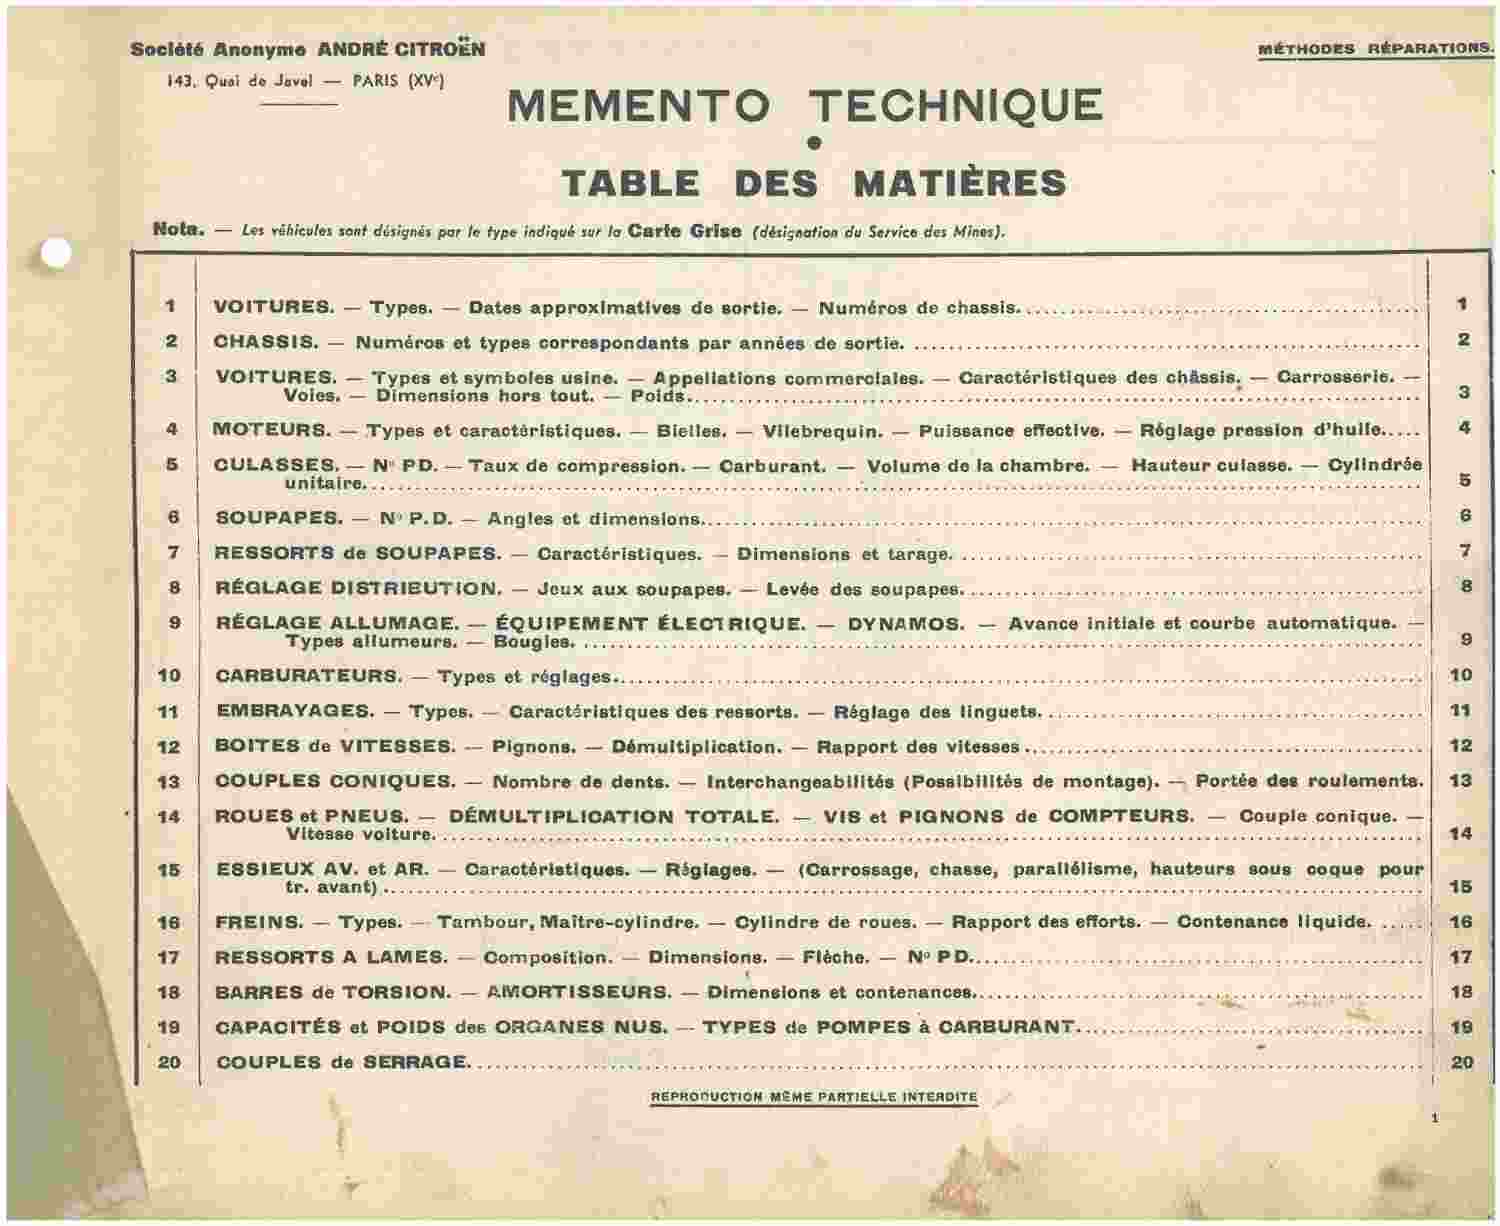 Société Anonyme ANDRÉ CITROËN
MÉTHODES RÉPARATIONS.
143, Quai de Javel — PARIS (XVe)
MEMENTO TECHNIQUE
TABLE DES MATIÈRES
Nota. — Les véhicules sont désignés par le type indiqué sur la Carte Grise (désignation du Service des Mines).
1 VOITURES. — Types. — Dates approximatives de sortie. — Numéros de chassis. 1
2 CHASSIS. — Numéros et types correspondants par années de sortie. 2
3 VOITURES. — Types et symboles usine. — Appellations commerciales. — Caractéristiques des châssis. — Carrosserie. —
Voies. — Dimensions hors tout. — Poids. 3
4 MOTEURS. — Types et caractéristiques. — Bielles. — Vilebrequin. — Puissance effective. — Réglage pression d'huile. 4
5 CULASSES. — No PD. — Taux de compression. — Carburant. — Volume de la chambre. — Hauteur culasse. — Cylindrée
unitaire. 5
6 SOUPAPES. — No P.D. — Angles et dimensions. 6
7 RESSORTS de SOUPAPES. — Caractéristiques. — Dimensions et tarage. 7
8 RÉGLAGE DISTRIBUTION. — Jeux aux soupapes. — Levée des soupapes. 8
9 RÉGLAGE ALLUMAGE. — ÉQUIPEMENT ÉLECTRIQUE. — DYNAMOS. — Avance initiale et courbe automatique. —
Types allumeurs. — Bougies. 9
10 CARBURATEURS. — Types et réglages. 10
11 EMBRAYAGES. — Types. — Caractéristiques des ressorts. — Réglage des linguets. 11
12 BOITES de VITESSES. — Pignons. — Démultiplication. — Rapport des vitesses. 12
13 COUPLES CONIQUES. — Nombre de dents. — Interchangeabilités (Possibilités de montage). — Portée des roulements. 13
14 ROUES et PNEUS. — DÉMULTIPLICATION TOTALE. — VIS et PIGNONS de COMPTEURS. — Couple conique. —
Vitesse voiture. 14
15 ESSIEUX AV. et AR. — Caractéristiques. — Réglages. — (Carrossage, chasse, parallélisme, hauteurs sous coque pour
tr. avant) 15
16 FREINS. — Types. — Tambour, Maître-cylindre. — Cylindre de roues. — Rapport des efforts. — Contenance liquide. 16
17 RESSORTS A LAMES. — Composition. — Dimensions. — Flèche. — No PD. 17
18 BARRES de TORSION. — AMORTISSEURS. — Dimensions et contenances. 18
19 CAPACITÉS et POIDS des ORGANES NUS. — TYPES de POMPES à CARBURANT. 19
20 COUPLES de SERRAGE. 20
REPRODUCTION MÊME PARTIELLE INTERDITE
1